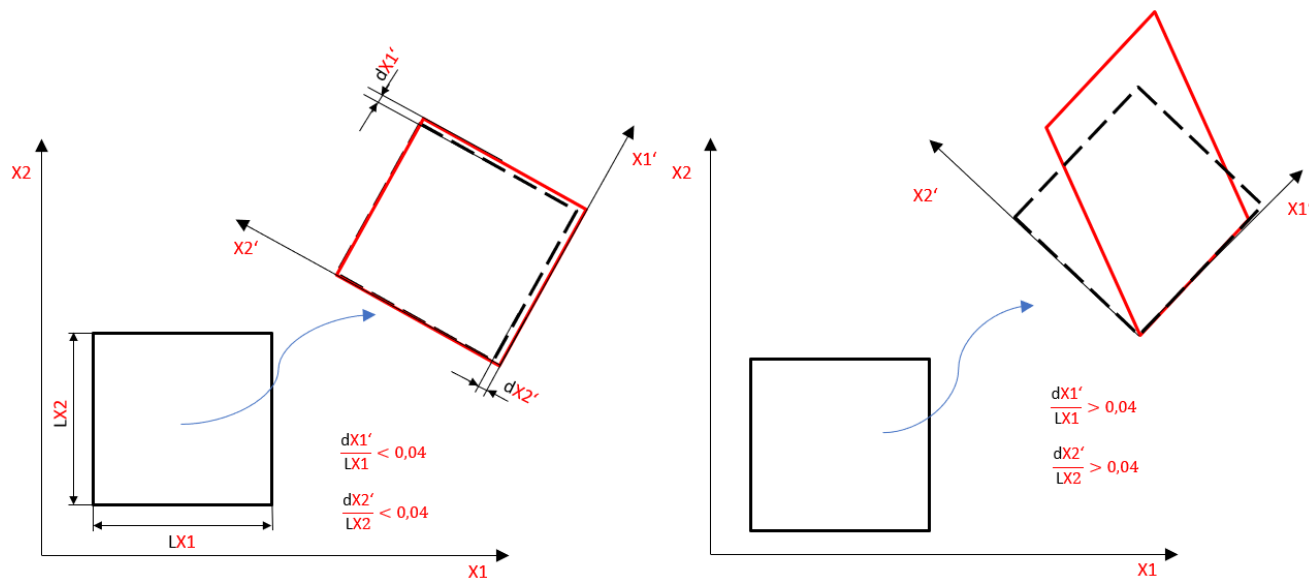 dX1‘
X2
X1‘
X2‘
dX2‘
LX2
dX1‘
LX1 < 0,04
dX2‘
LX2 < 0,04
LX1
X1
X2
X2‘
X1‘
dX1‘
LX1 > 0,04
dX2‘
LX2 > 0,04
X1